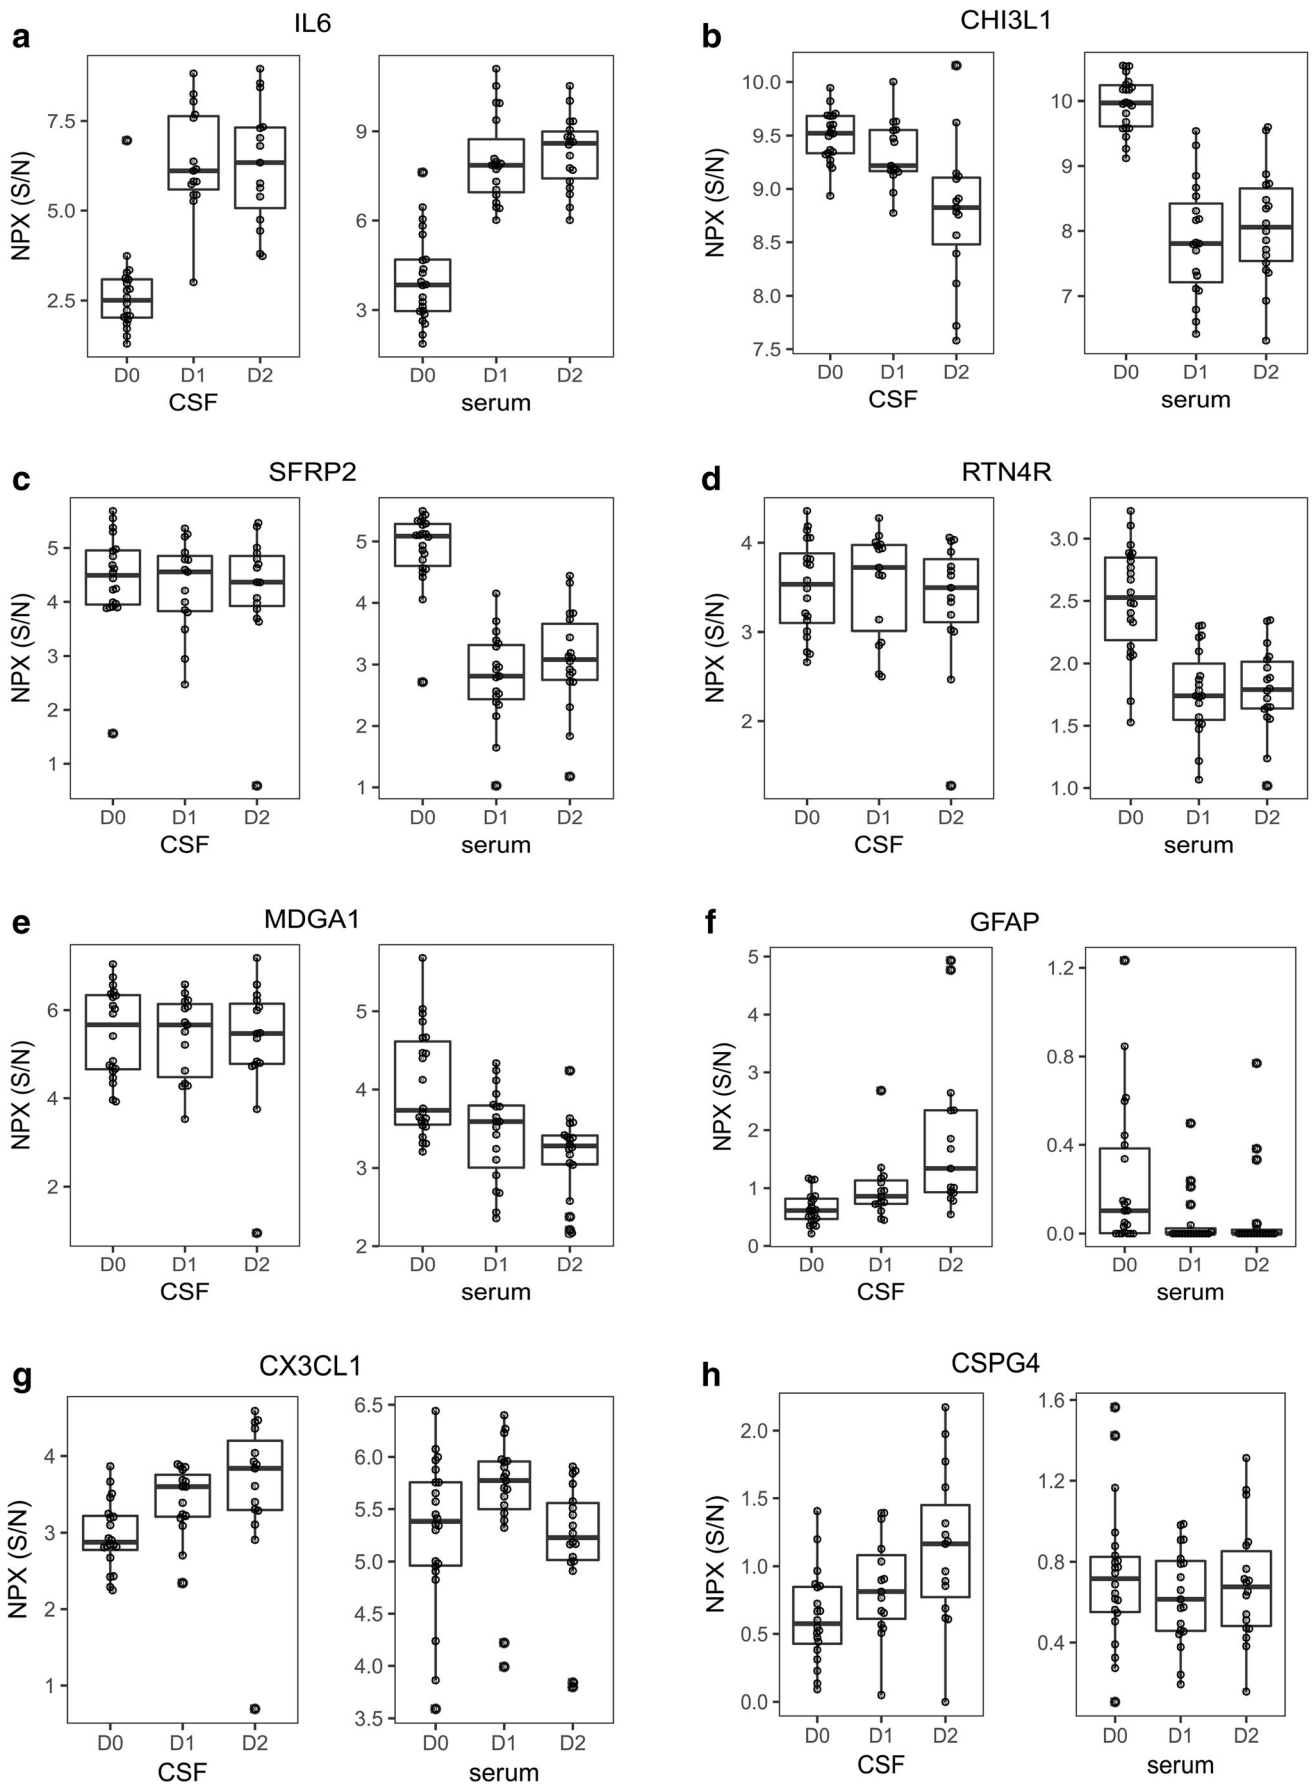 a
IL6
NPX (S/N)
7.5
5.0
2.5
D0 D1 D2
CSF
9
6
3
D0 D1 D2
serum
b
CHI3L1
NPX (S/N)
10.0
9.5
9.0
8.5
8.0
7.5
D0 D1 D2
CSF
10
9
8
7
D0 D1 D2
serum
c
SFRP2
NPX (S/N)
5
4
3
2
1
D0 D1 D2
CSF
5
4
3
2
1
D0 D1 D2
serum
d
RTN4R
NPX (S/N)
4
3
2
D0 D1 D2
CSF
3.0
2.5
2.0
1.5
1.0
D0 D1 D2
serum
e
MDGA1
NPX (S/N)
6
4
2
D0 D1 D2
CSF
5
4
3
2
D0 D1 D2
serum
f
GFAP
NPX (S/N)
5
4
3
2
1
0
D0 D1 D2
CSF
1.2
0.8
0.4
0.0
D0 D1 D2
serum
g
CX3CL1
NPX (S/N)
4
3
2
1
D0 D1 D2
CSF
6.5
6.0
5.5
5.0
4.5
4.0
3.5
D0 D1 D2
serum
h
CSPG4
NPX (S/N)
2.0
1.5
1.0
0.5
0.0
D0 D1 D2
CSF
1.6
1.2
0.8
0.4
D0 D1 D2
serum